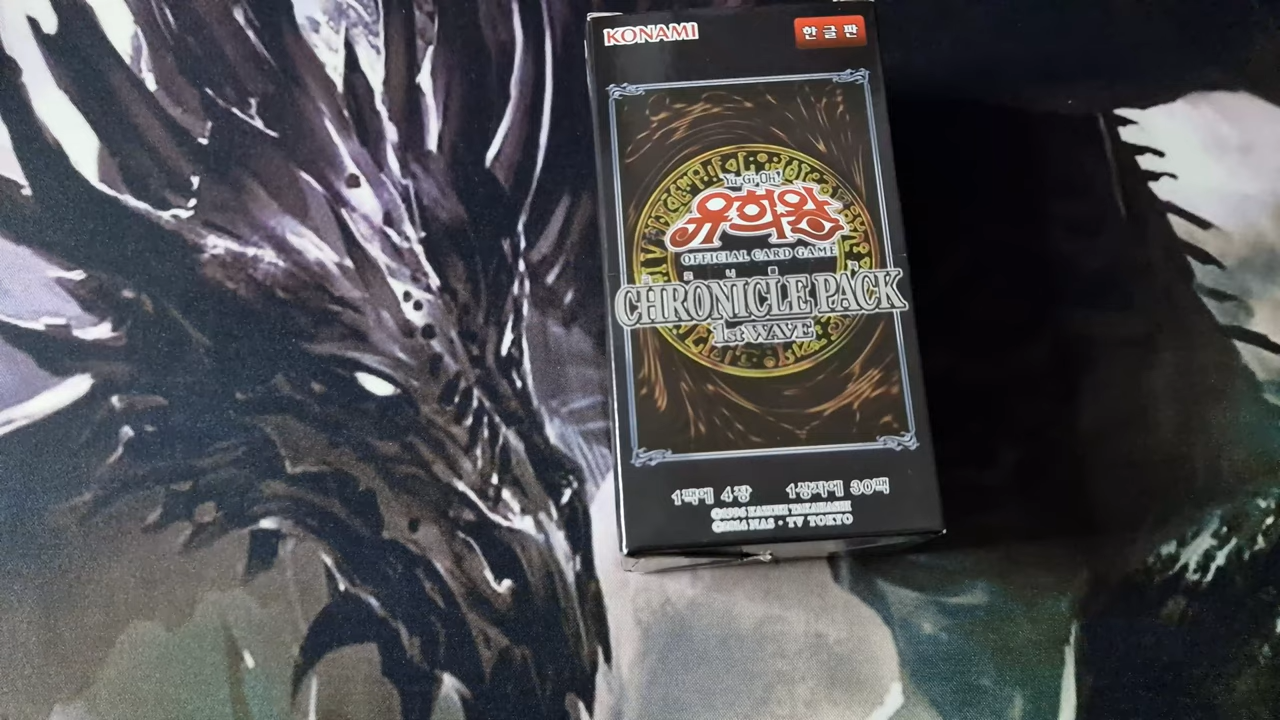 KONAMI
한글판
Yu-Gi-Oh!
유희왕
OFFICIAL CARD GAME
CHRONICLE PACK
1st WAVE
1팩에 4장 1상자에 30팩
©1996 KAZUKI TAKAHASHI
©2014 NAS・TV TOKYO